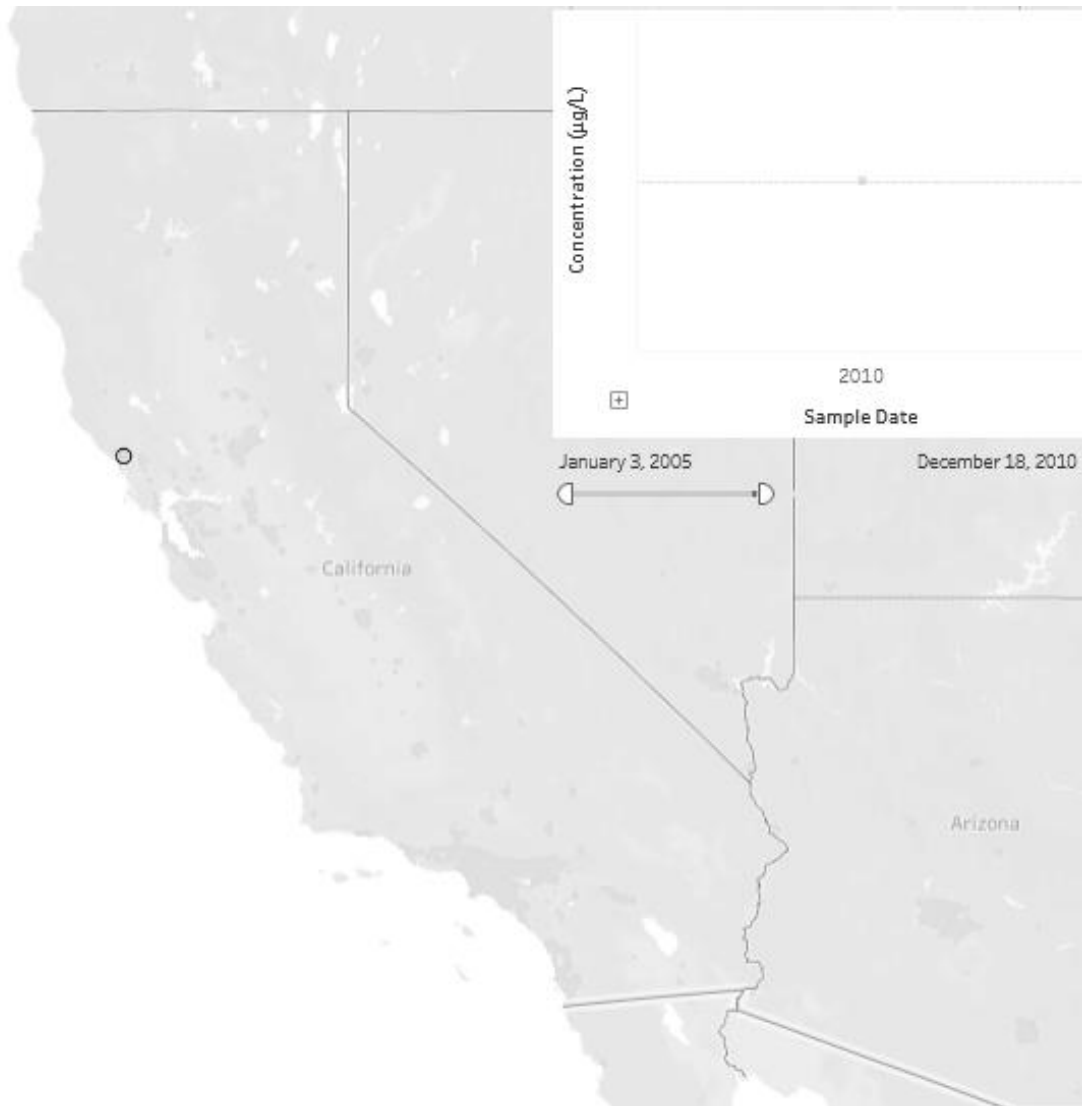 Concentration (µg/L)
2010
Sample Date
January 3, 2005
December 18, 2010
California
Arizona